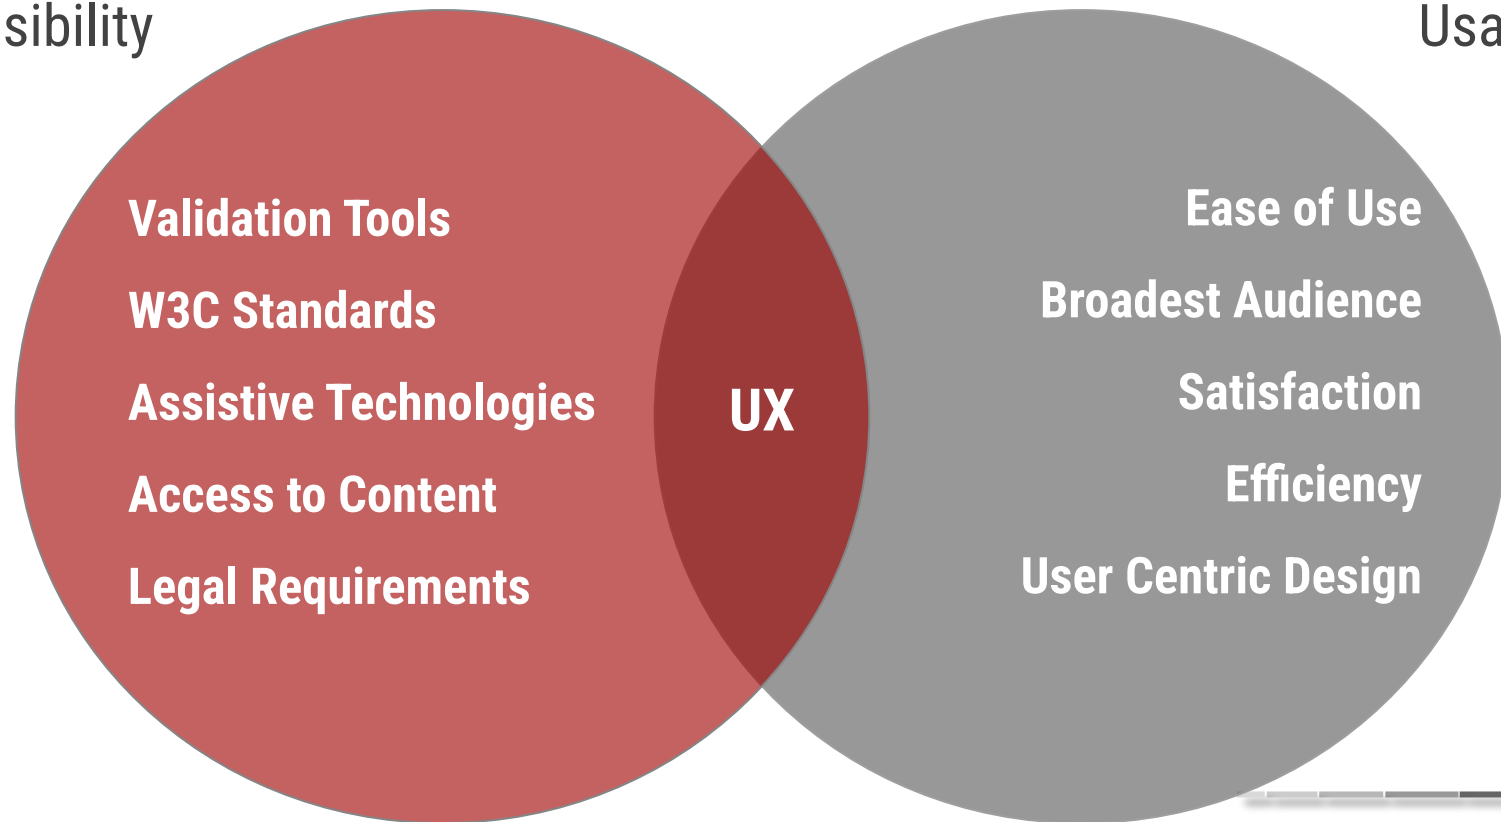 sibility
Usa
Validation Tools
W3C Standards
Assistive Technologies
Access to Content
Legal Requirements
UX
Ease of Use
Broadest Audience
Satisfaction
Efficiency
User Centric Design